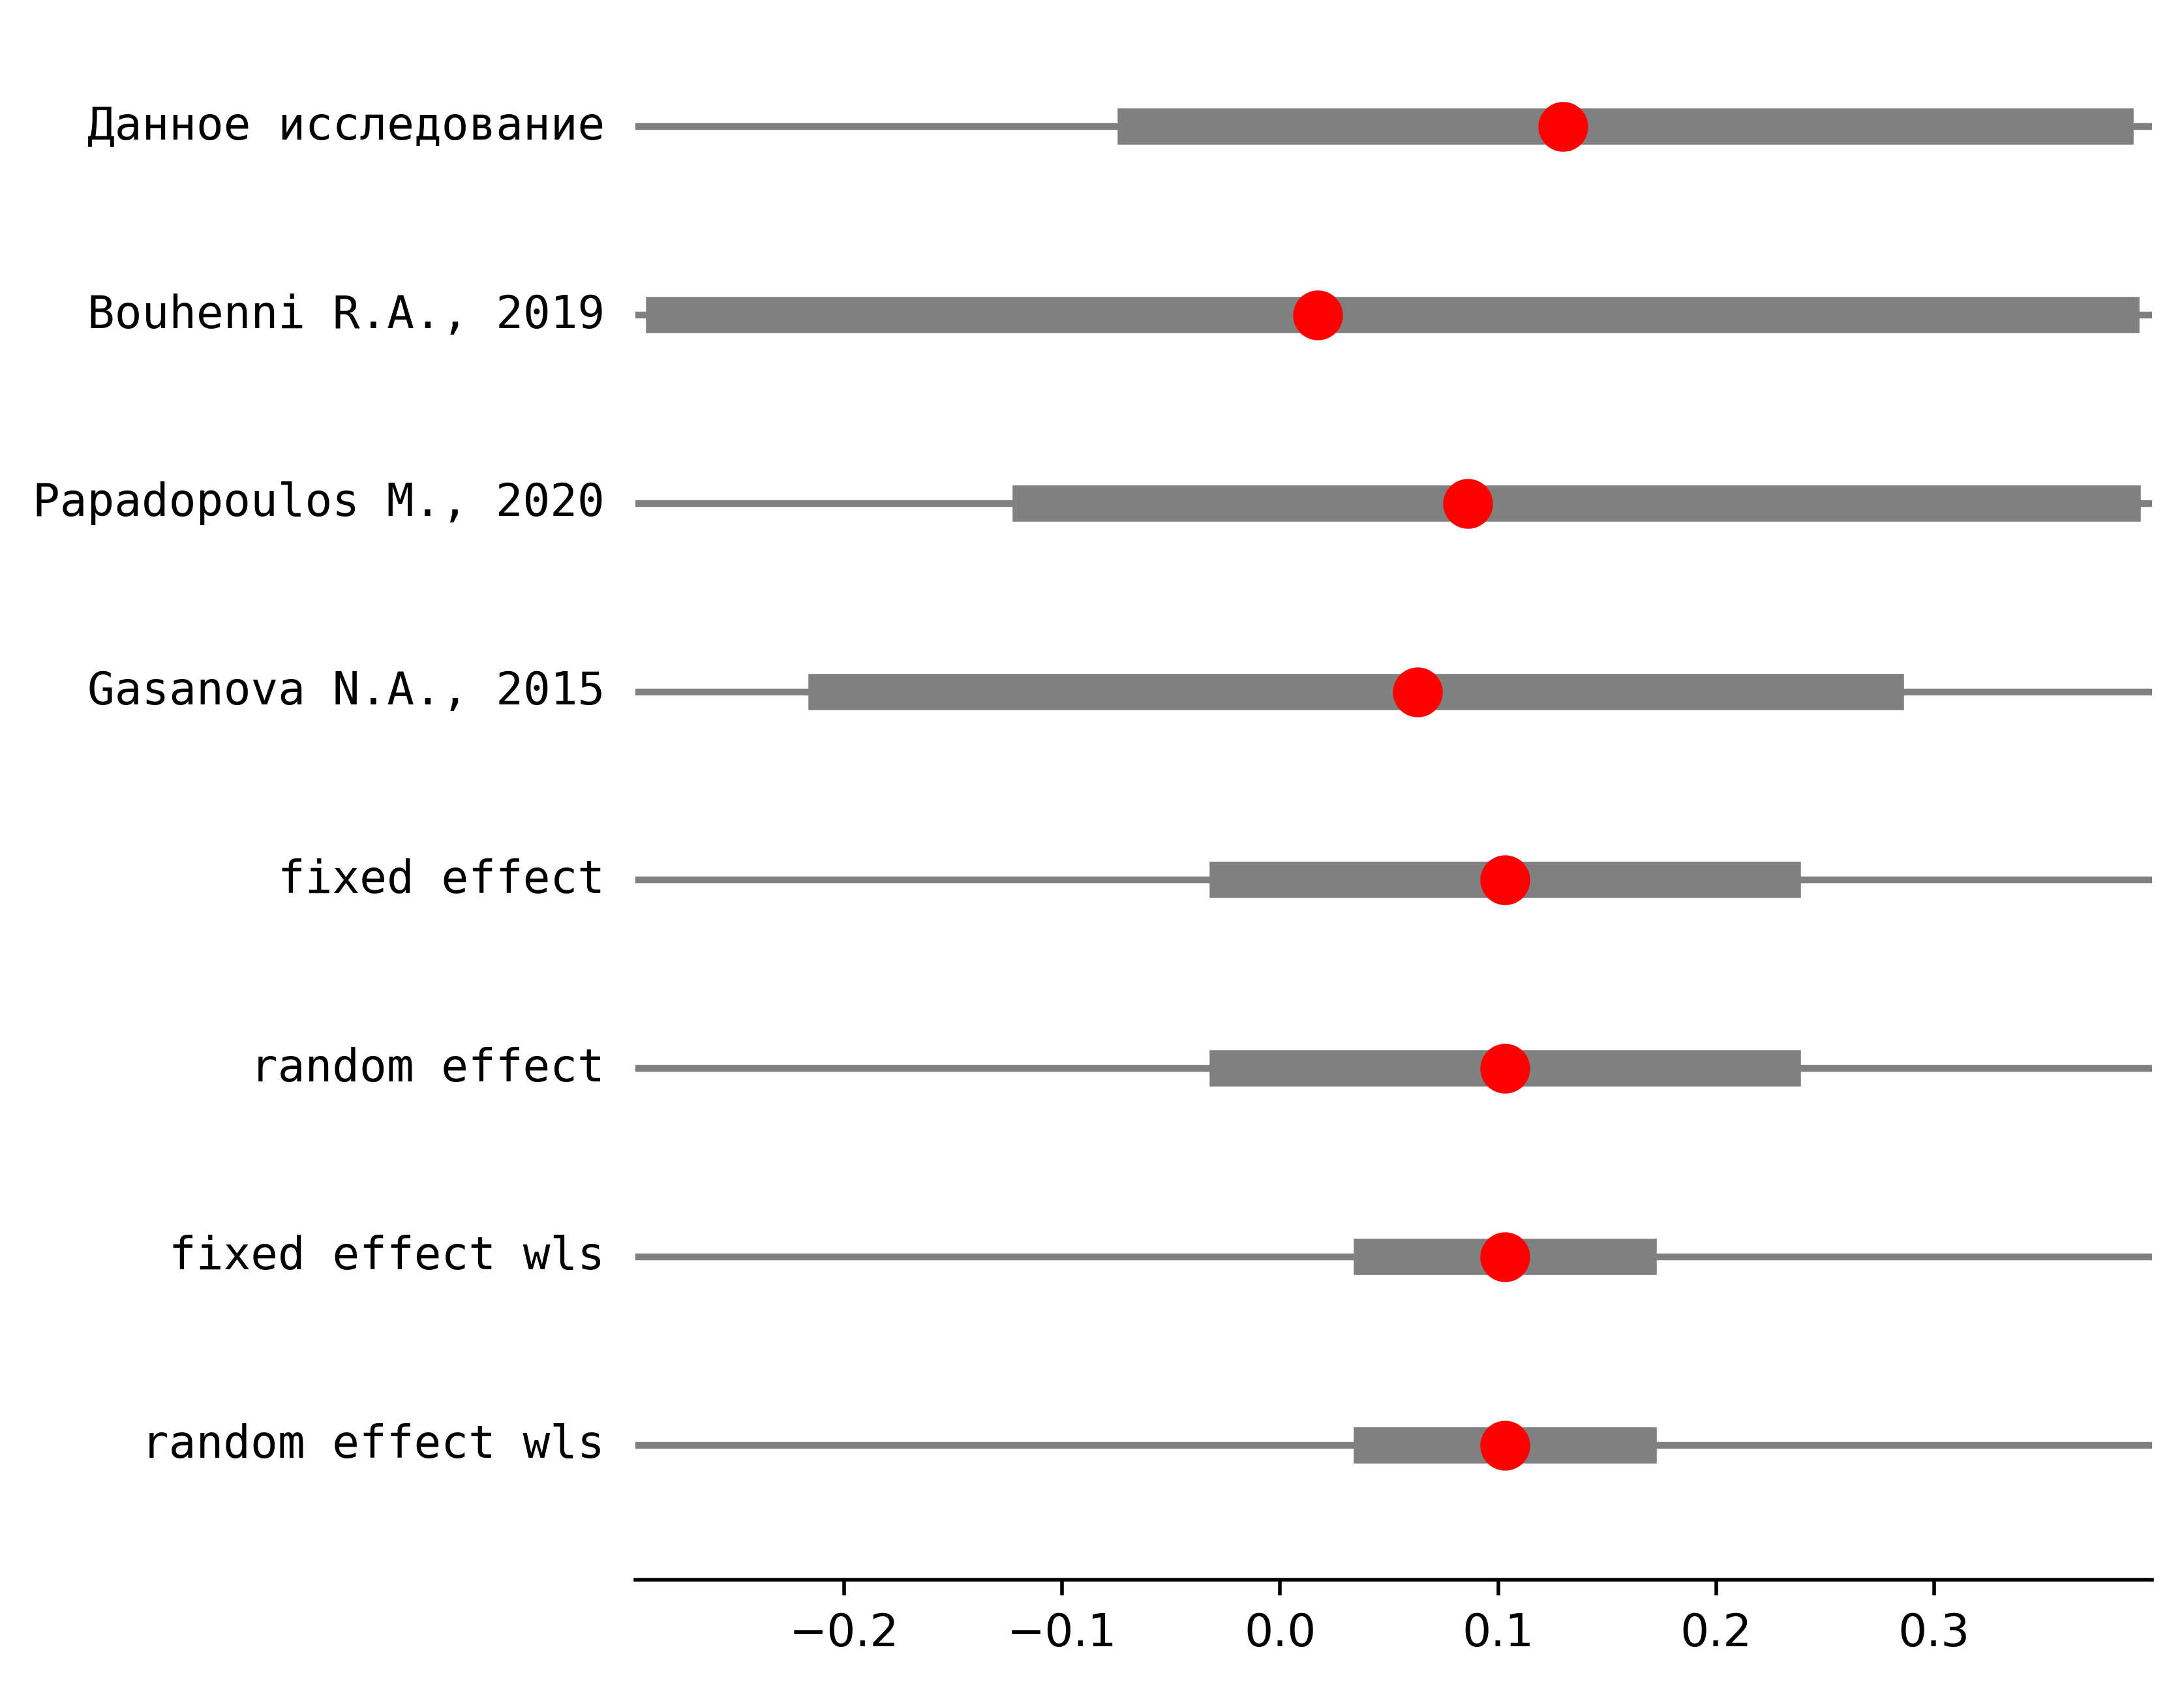 Данное исследование
Bouhenni R.A., 2019
Papadopoulos M., 2020
Gasanova N.A., 2015
fixed effect
random effect
fixed effect wls
random effect wls
−0.2 −0.1 0.0 0.1 0.2 0.3